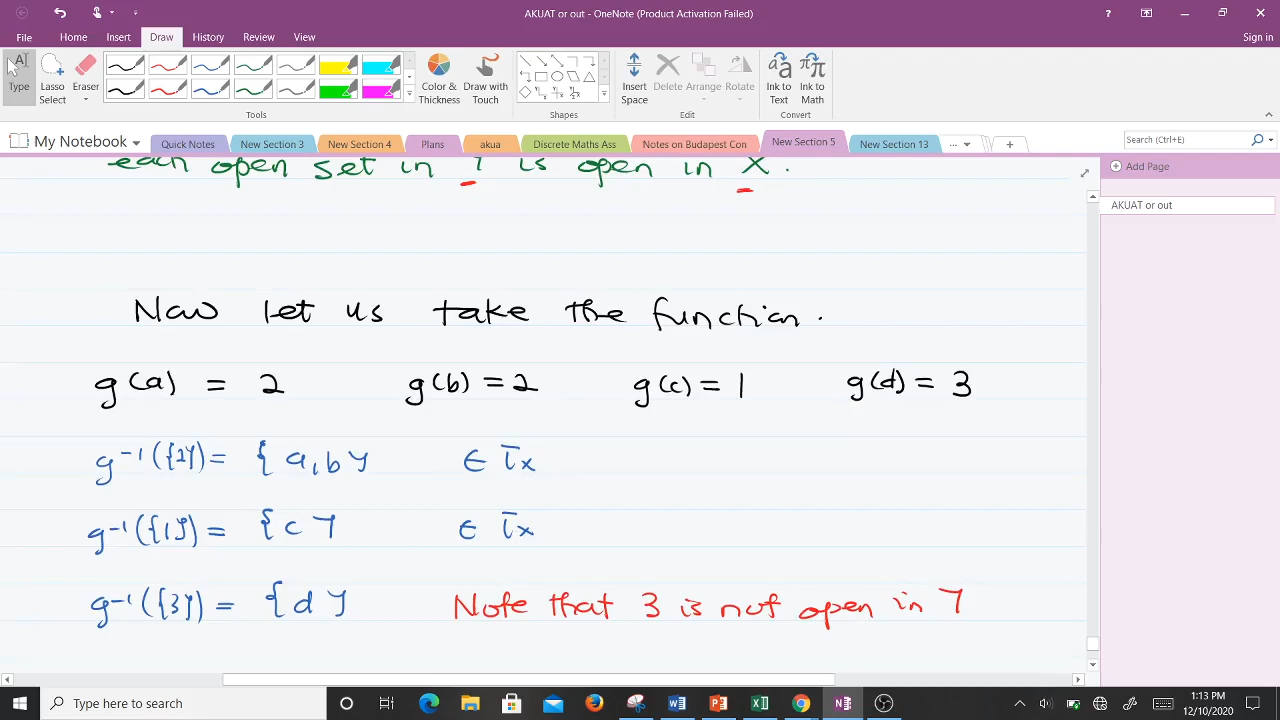 AKUAT or out - OneNote (Product Activation Failed)
File Home Insert Draw History Review View Sign in
Type Lasso Select Eraser Color & Thickness Draw with Touch Insert Space Delete Arrange Rotate Ink to Text Ink to Math
Tools Shapes Edit Convert
My Notebook Quick Notes New Section 3 New Section 4 Plans akua Discrete Maths Ass Notes on Budapest Con New Section 5 New Section 13 ... + Search (Ctrl+E)
Add Page
AKUAT or out
each open set in Y is open in X.
Now let us take the function.
g(a) = 2 g(b) = 2 g(c) = 1 g(d) = 3
g⁻¹({2}) = {a,b} ∈ τx
g⁻¹({1}) = {c} ∈ τx
g⁻¹({3}) = {d} Note that 3 is not open in Y
Type here to search
1:13 PM
12/10/2020